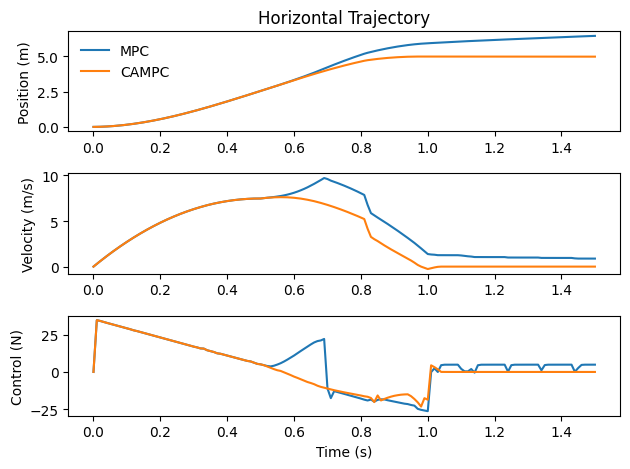 Horizontal Trajectory
Position (m)
5.0
2.5
0.0
MPC
CAMPC
0.0 0.2 0.4 0.6 0.8 1.0 1.2 1.4
Velocity (m/s)
10
5
0
0.0 0.2 0.4 0.6 0.8 1.0 1.2 1.4
Control (N)
25
0
−25
0.0 0.2 0.4 0.6 0.8 1.0 1.2 1.4
Time (s)